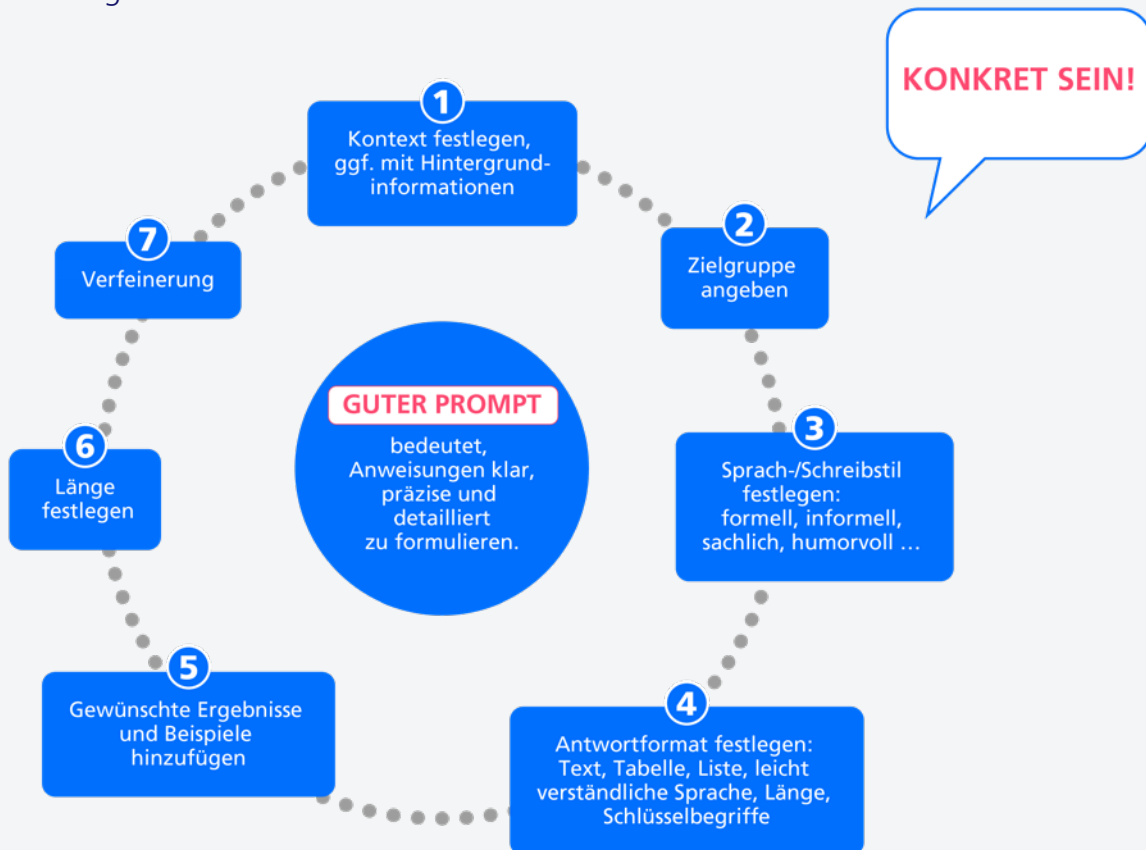 KONKRET SEIN!
1
Kontext festlegen,
ggf. mit Hintergrund-
informationen
2
Zielgruppe
angeben
3
Sprach-/Schreibstil
festlegen:
formell, informell,
sachlich, humorvoll ...
4
Antwortformat festlegen:
Text, Tabelle, Liste, leicht
verständliche Sprache, Länge,
Schlüsselbegriffe
5
Gewünschte Ergebnisse
und Beispiele
hinzufügen
6
Länge
festlegen
7
Verfeinerung
GUTER PROMPT
bedeutet,
Anweisungen klar,
präzise und
detailliert
zu formulieren.